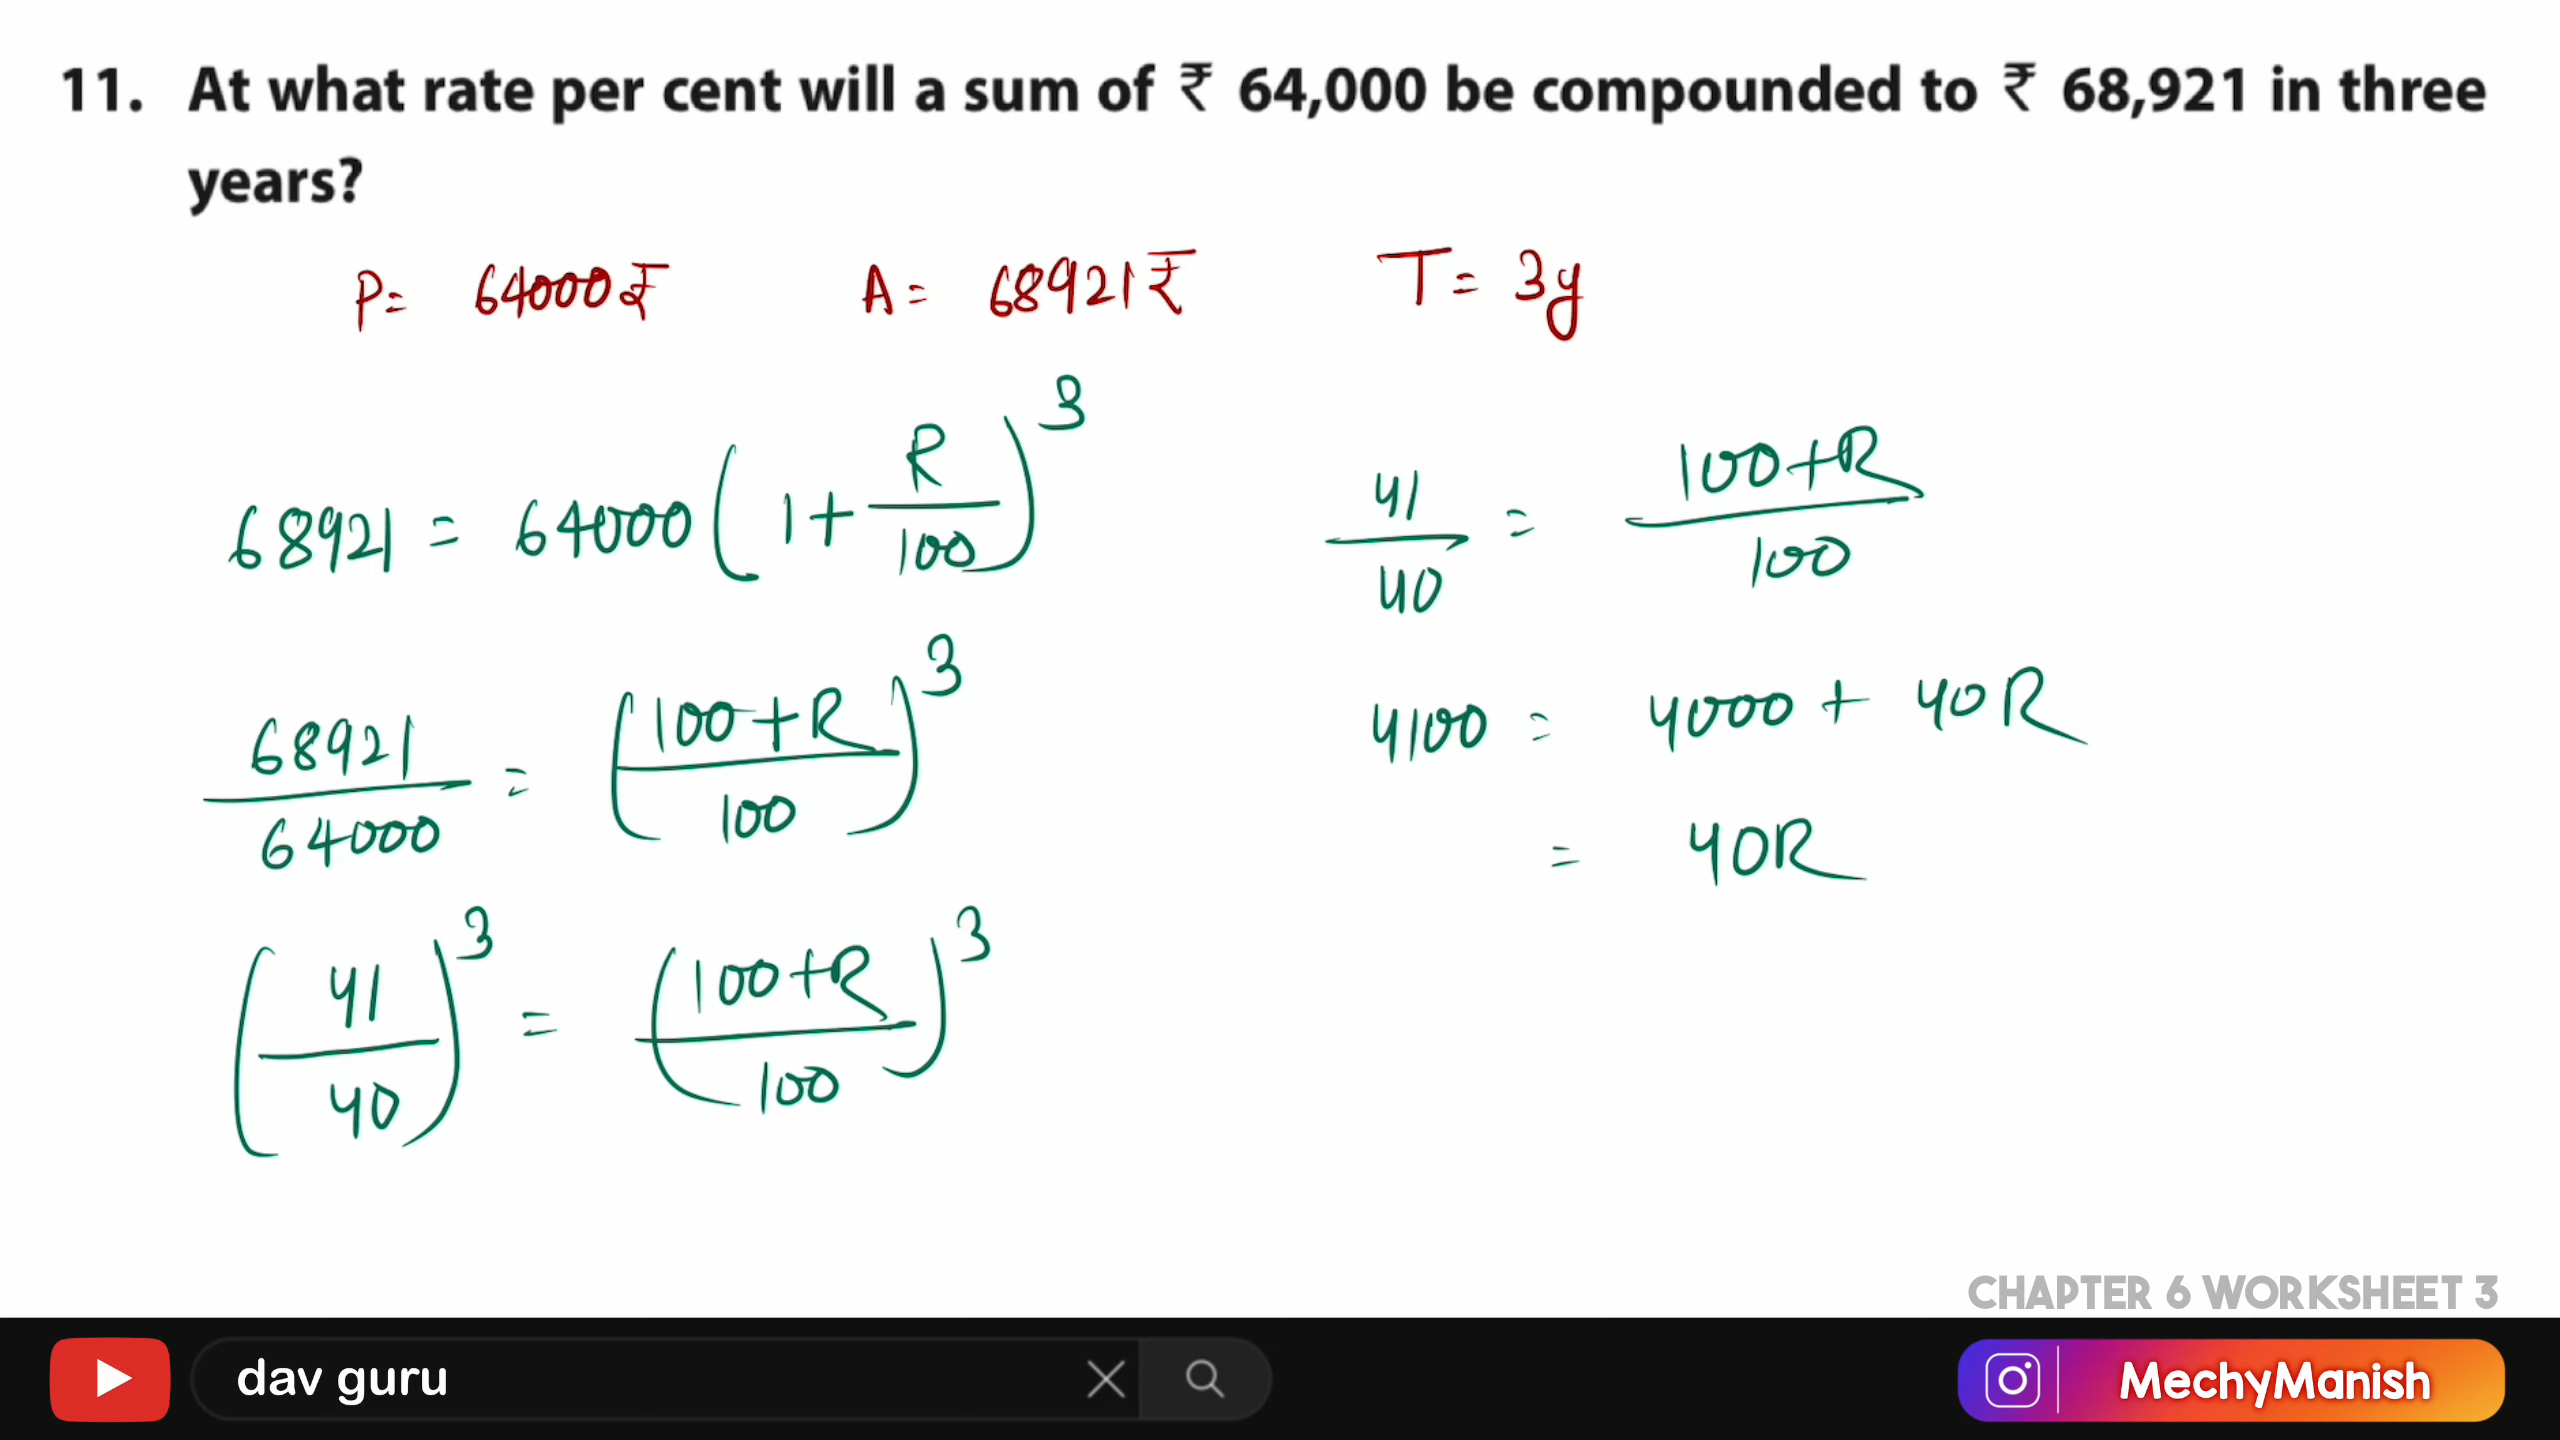 11. At what rate per cent will a sum of ₹ 64,000 be compounded to ₹ 68,921 in three
years?
P= 64000₹ A= 68921₹ T= 3y
68921 = 64000(1+R/100)^3
68921/64000 = (100+R/100)^3
(41/40)^3 = (100+R/100)^3
41/40 = 100+R/100
4100 = 4000 + 40R
= 40R
CHAPTER 6 WORKSHEET 3
dav guru
MechyManish